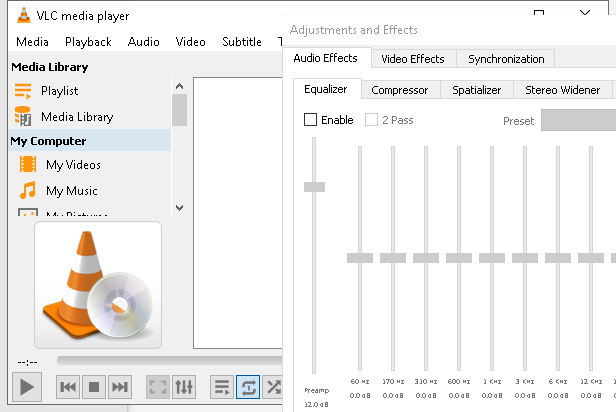 VLC media player
Media Playback Audio Video Subtitle
Media Library
Playlist
Media Library
My Computer
My Videos
My Music
My Pictures
--:--
Adjustments and Effects
Audio Effects Video Effects Synchronization
Equalizer Compressor Spatializer Stereo Widener
Enable 2 Pass Preset
60 Hz 170 Hz 310 Hz 600 Hz 1 KHz 3 KHz 6 KHz 12 KHz
Preamp 0.0 dB 0.0 dB 0.0 dB 0.0 dB 0.0 dB 0.0 dB 0.0 dB 0.0 dB
12.0 dB